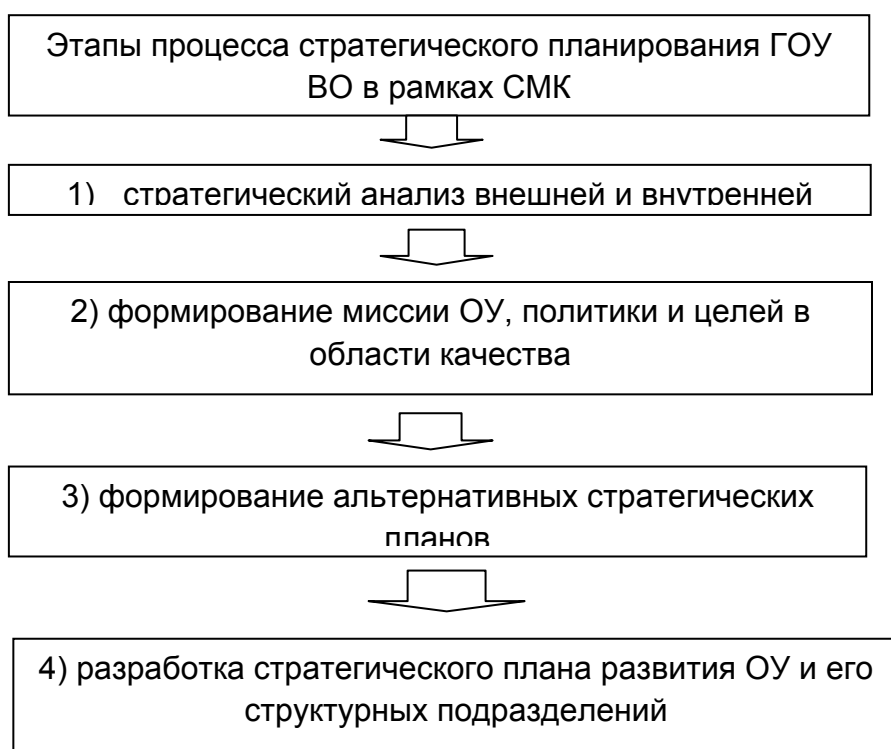 Этапы процесса стратегического планирования ГОУ
ВО в рамках СМК
1) стратегический анализ внешней и внутренней
2) формирование миссии ОУ, политики и целей в
области качества
3) формирование альтернативных стратегических
планов
4) разработка стратегического плана развития ОУ и его
структурных подразделений